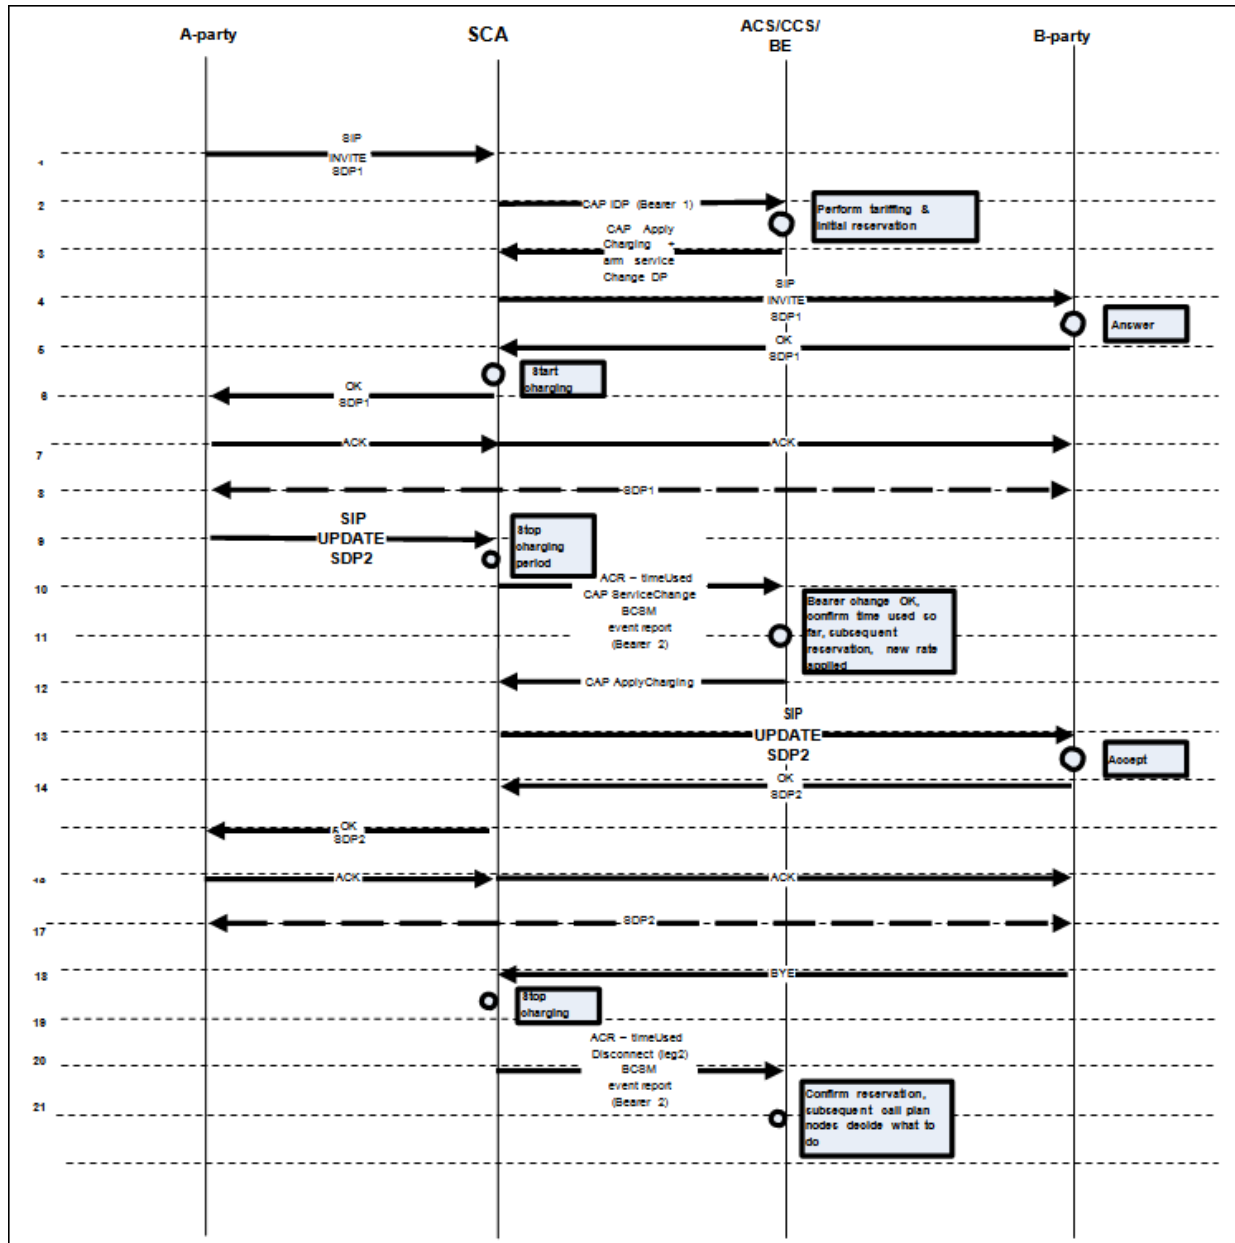 A-party
SCA
ACS/CCS/
BE
B-party
SIP
INVITE
SDP1
2
CAP IDP (Bearer 1)
Perform tariffing &
Initial reservation
3
CAP Apply
Charging +
arm service
Change DP
4
SIP
INVITE
SDP1
Answer
5
OK
SDP1
Start
charging
6
OK
SDP1
7
ACK
ACK
8
SDP1
9
SIP
UPDATE
SDP2
Stop
charging
period
10
ACR – timeUsed
CAP ServiceChange
BCSM
event report
(Bearer 2)
11
Bearer change OK,
confirm time used so
far, subsequent
reservation, new rate
applied
12
CAP ApplyCharging
13
SIP
UPDATE
SDP2
Accept
14
OK
SDP2
OK
SDP2
16
ACK
ACK
17
SDP2
18
BYE
Stop
charging
19
20
ACR – timeUsed
Disconnect (leg2)
BCSM
event report
(Bearer 2)
21
Confirm reservation,
subsequent call plan
nodes decide what to
do